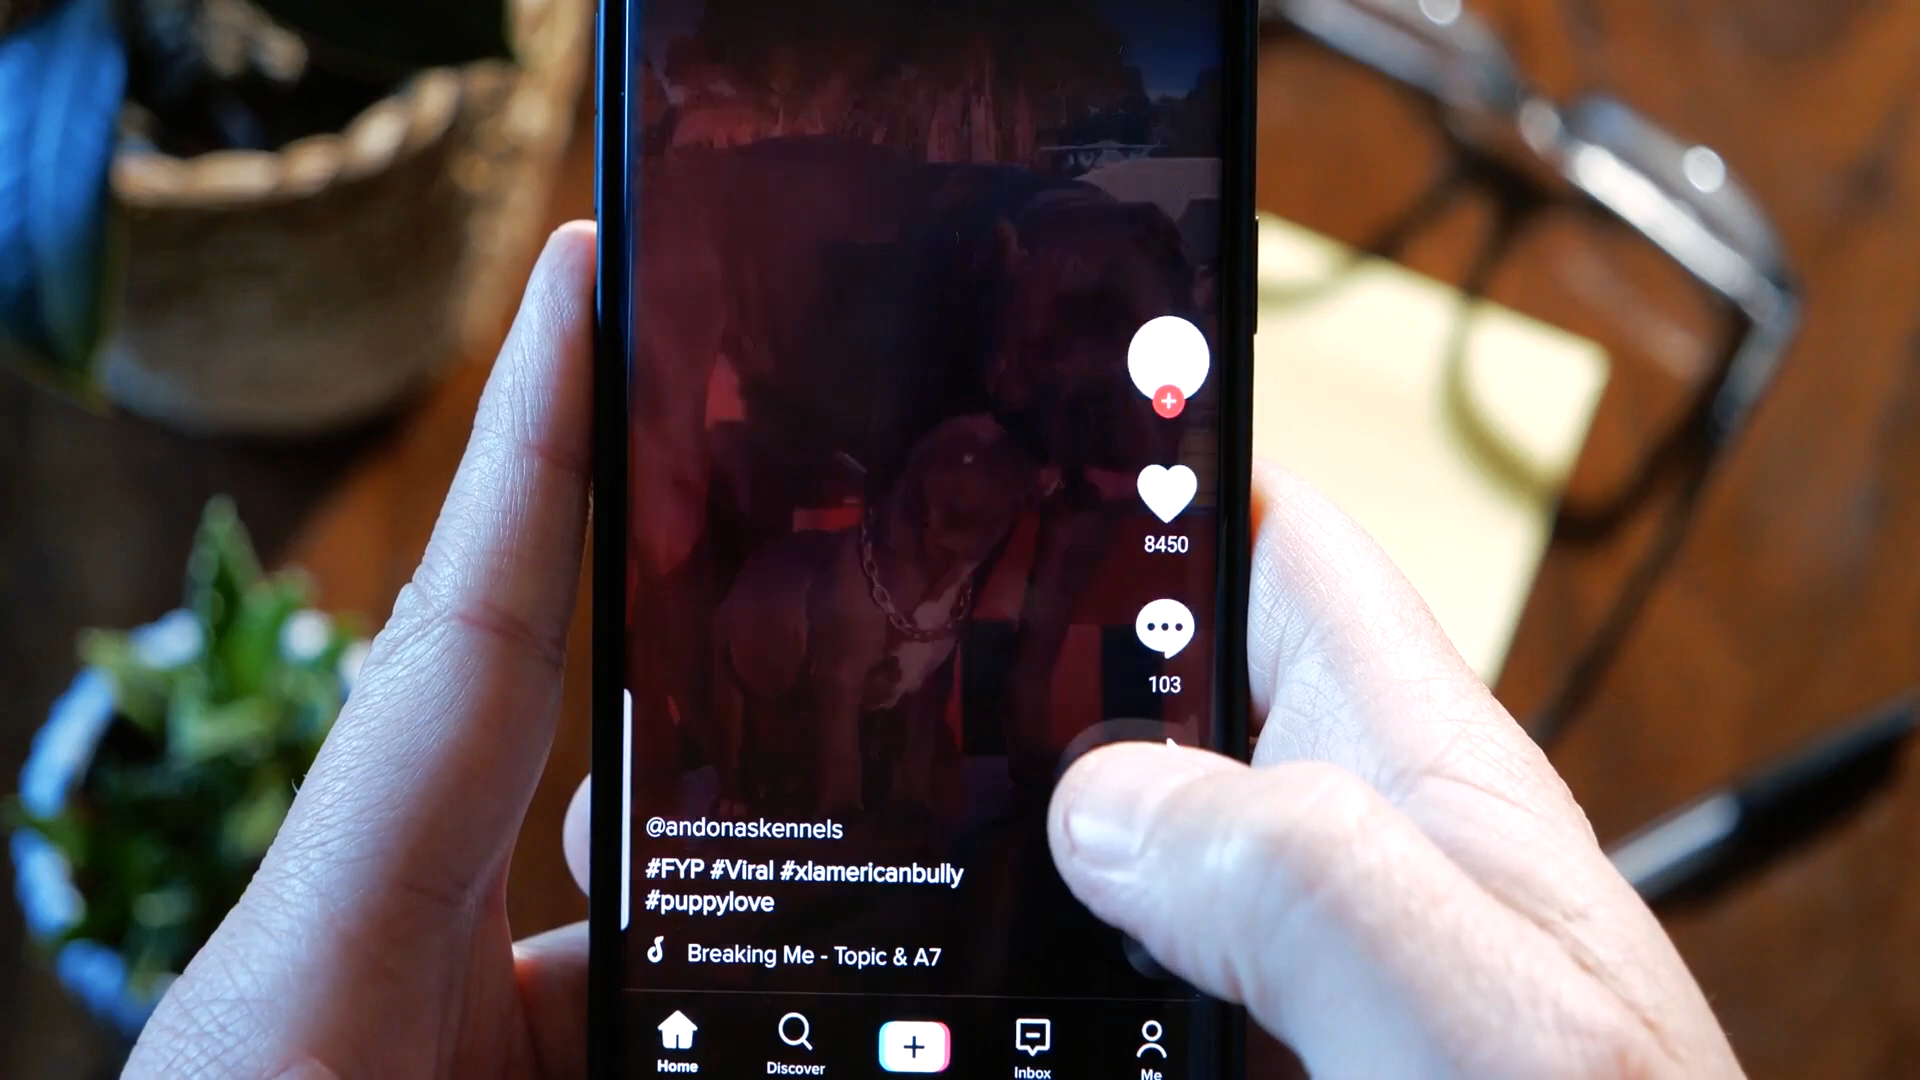 8450
103
@andonaskennels
#FYP #Viral #xlamericanbully
#puppylove
Breaking Me - Topic & A7
Home
Discover
Inbox
Me